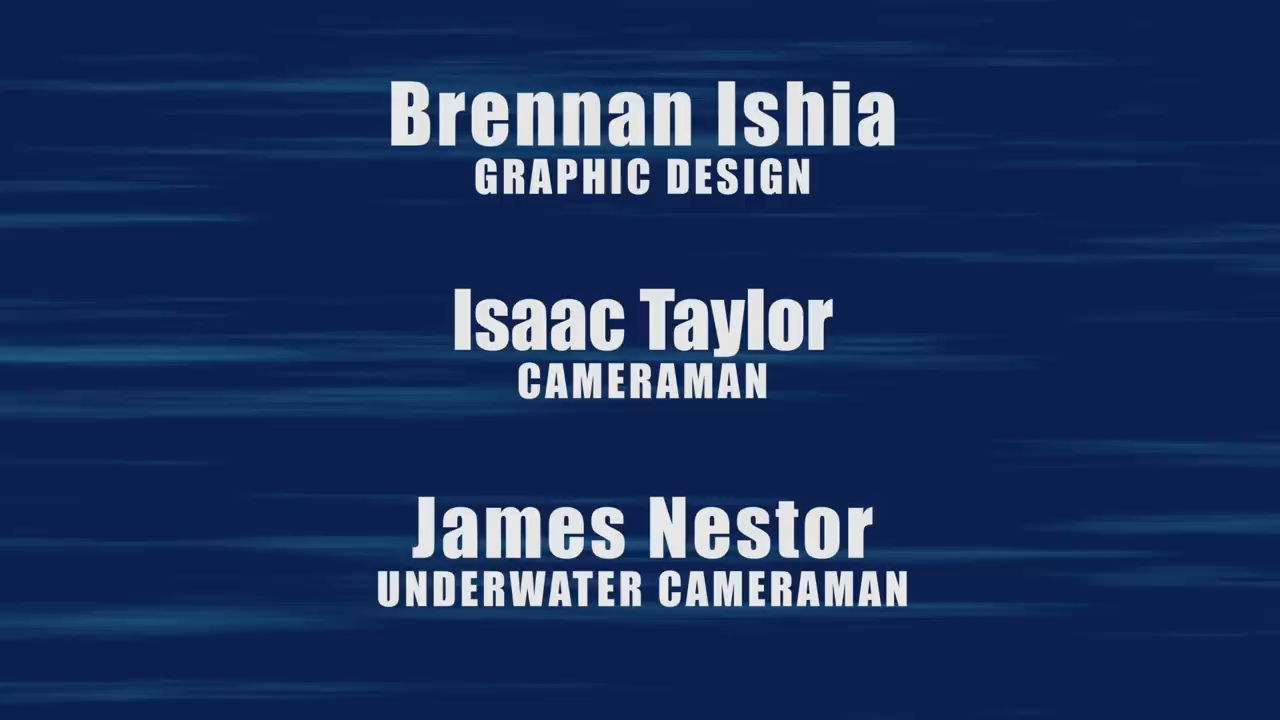 Brennan Ishia
GRAPHIC DESIGN
Isaac Taylor
CAMERAMAN
James Nestor
UNDERWATER CAMERAMAN